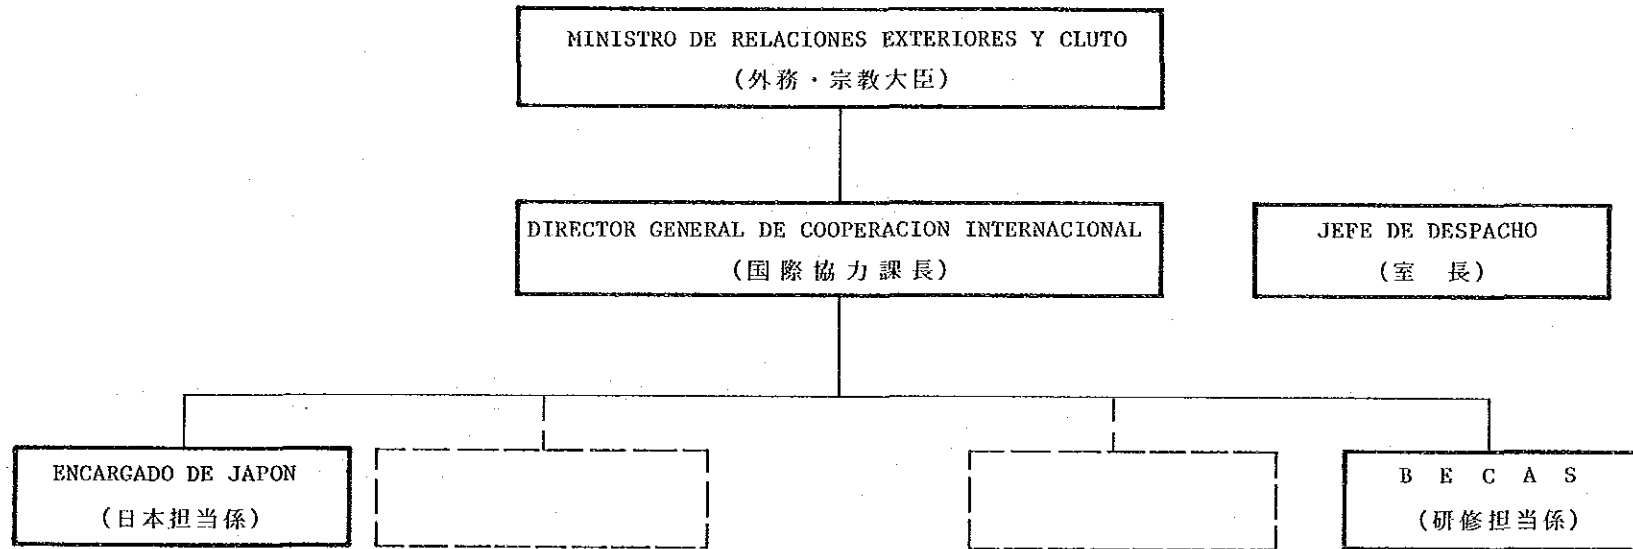 MINISTRO DE RELACIONES EXTERIORES Y CLUTO
(外務・宗教大臣)
DIRECTOR GENERAL DE COOPERACION INTERNACIONAL
(国際協力課長)
JEFE DE DESPACHO
(室 長)
ENCARGADO DE JAPON
(日本担当係)
B E C A S
(研修担当係)